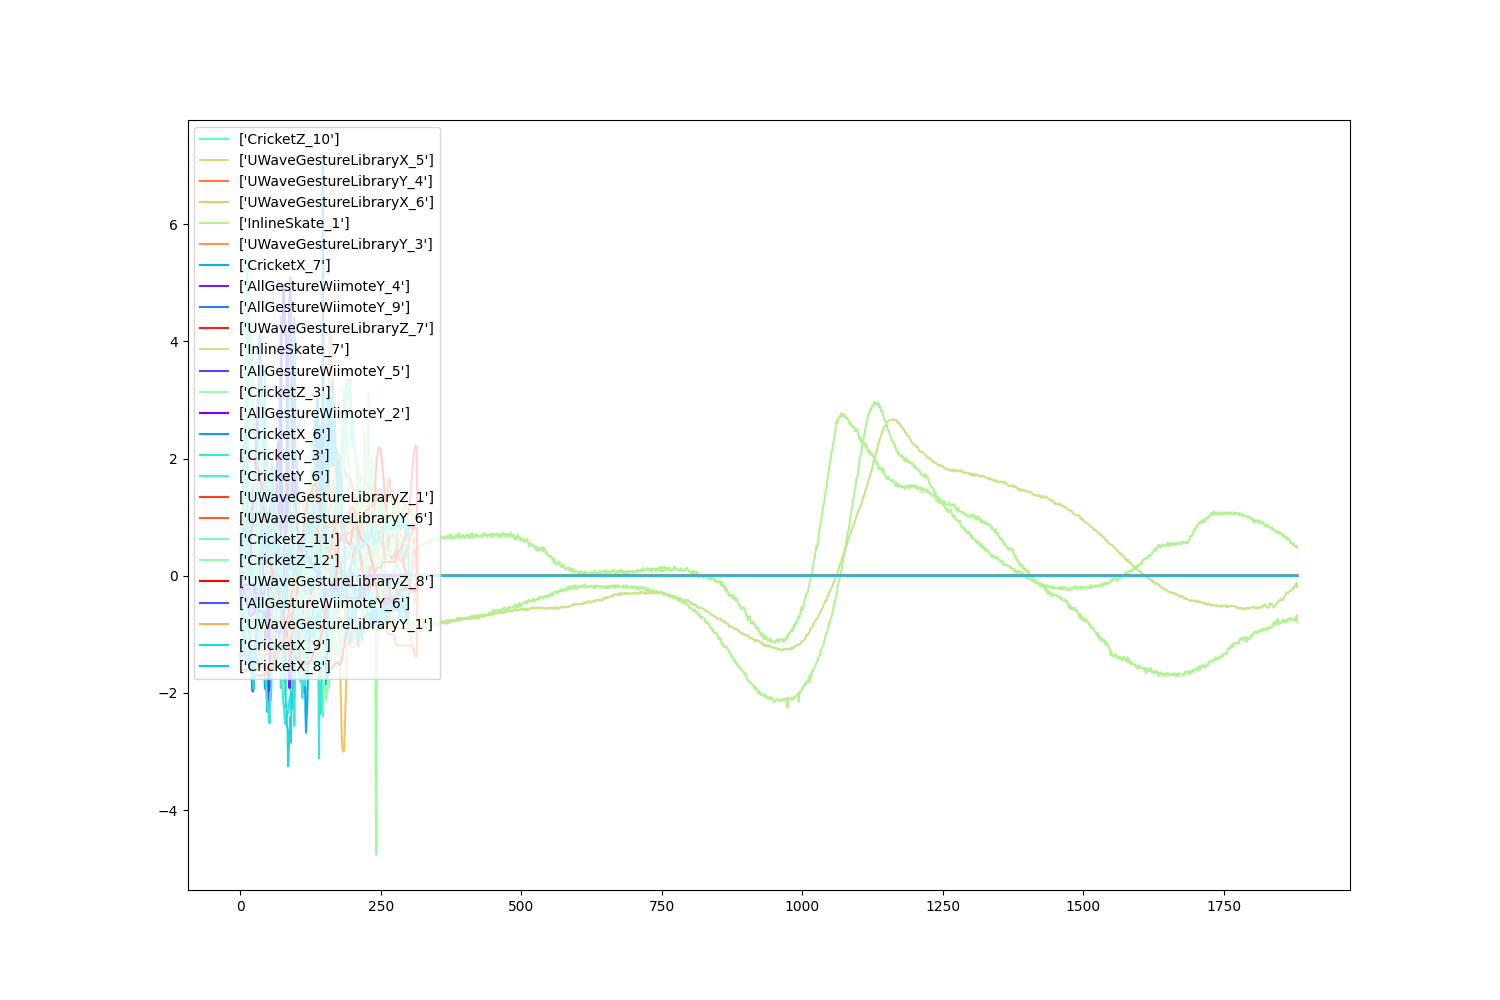 ['CricketZ_10']
['UWaveGestureLibraryX_5']
['UWaveGestureLibraryY_4']
['UWaveGestureLibraryX_6']
['InlineSkate_1']
['UWaveGestureLibraryY_3']
['CricketX_7']
['AllGestureWiimoteY_4']
['AllGestureWiimoteY_9']
['UWaveGestureLibraryZ_7']
['InlineSkate_7']
['AllGestureWiimoteY_5']
['CricketZ_3']
['AllGestureWiimoteY_2']
['CricketX_6']
['CricketY_3']
['CricketY_6']
['UWaveGestureLibraryZ_1']
['UWaveGestureLibraryY_6']
['CricketZ_11']
['CricketZ_12']
['UWaveGestureLibraryZ_8']
['AllGestureWiimoteY_6']
['UWaveGestureLibraryY_1']
['CricketX_9']
['CricketX_8']
6
4
2
0
−2
−4
0 250 500 750 1000 1250 1500 1750